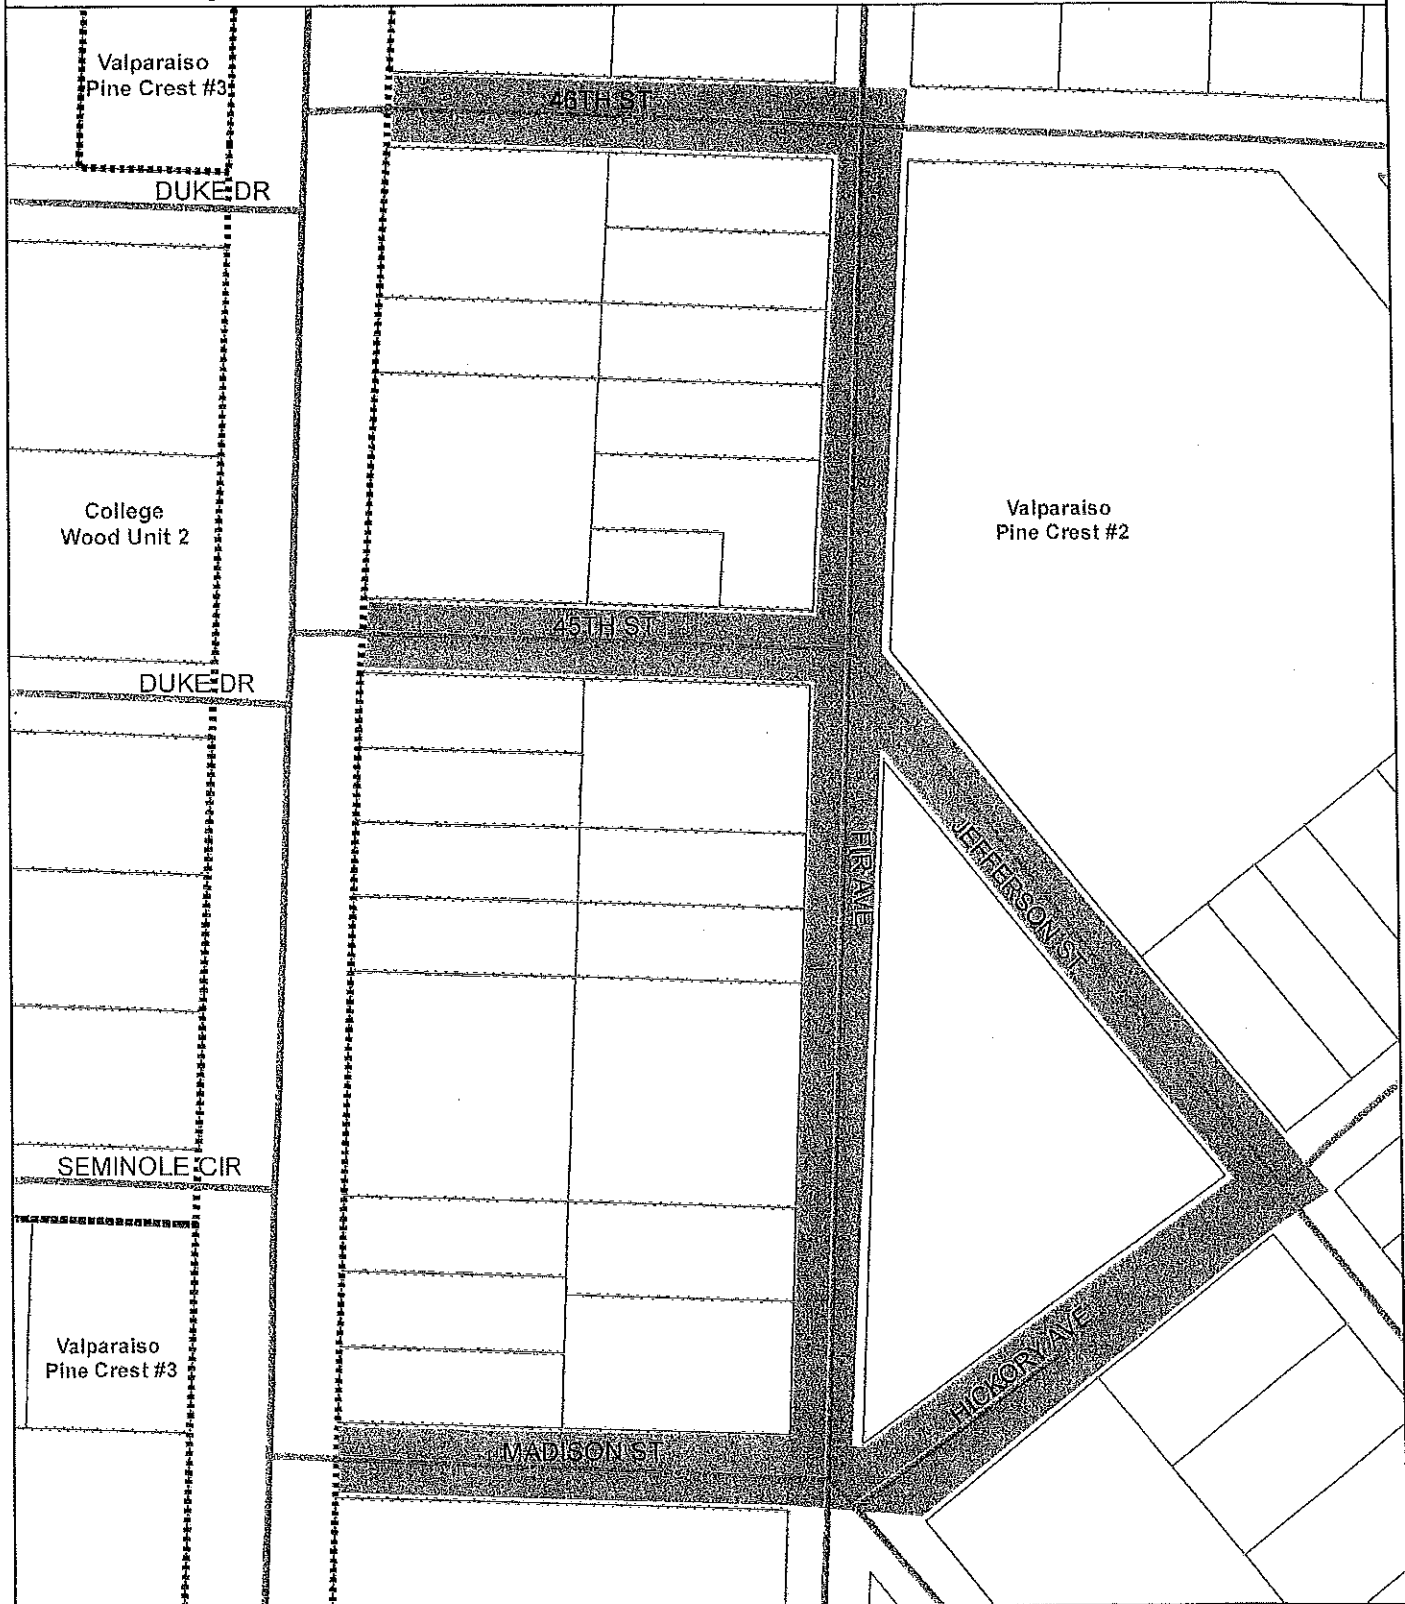 Valparaiso
Pine Crest #3
46TH ST
DUKE DR
College
Wood Unit 2
Valparaiso
Pine Crest #2
45TH ST
DUKE DR
FIR AVE
JEFFERSON ST
SEMINOLE CIR
Valparaiso
Pine Crest #3
HICKORY AVE
MADISON ST